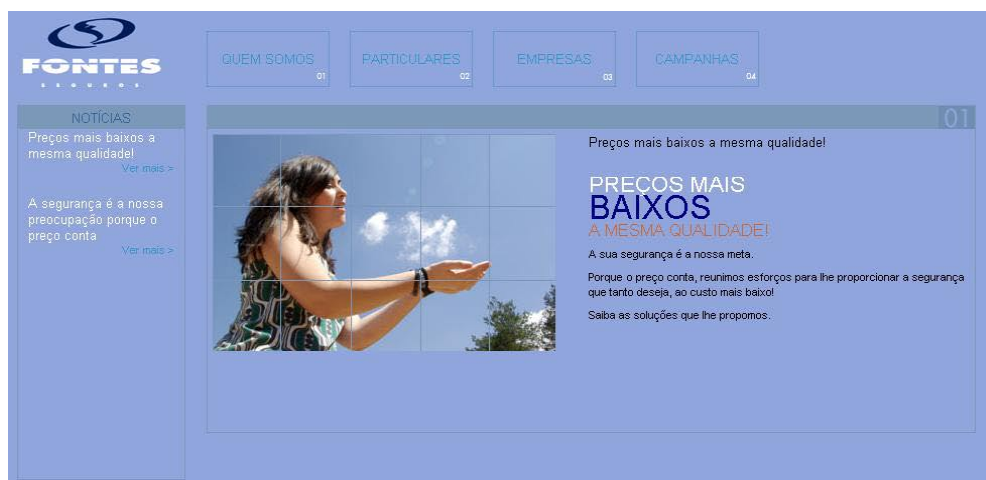 FONTES
SEGUROS
QUEM SOMOS
01
PARTICULARES
02
EMPRESAS
03
CAMPANHAS
04
NOTÍCIAS
Preços mais baixos a
mesma qualidade!
Ver mais >
A segurança é a nossa
preocupação porque o
preço conta
Ver mais >
01
Preços mais baixos a mesma qualidade!
PREÇOS MAIS
BAIXOS
A MESMA QUALIDADE!
A sua segurança é a nossa meta.
Porque o preço conta, reunimos esforços para lhe proporcionar a segurança
que tanto deseja, ao custo mais baixo!
Saiba as soluções que lhe propomos.